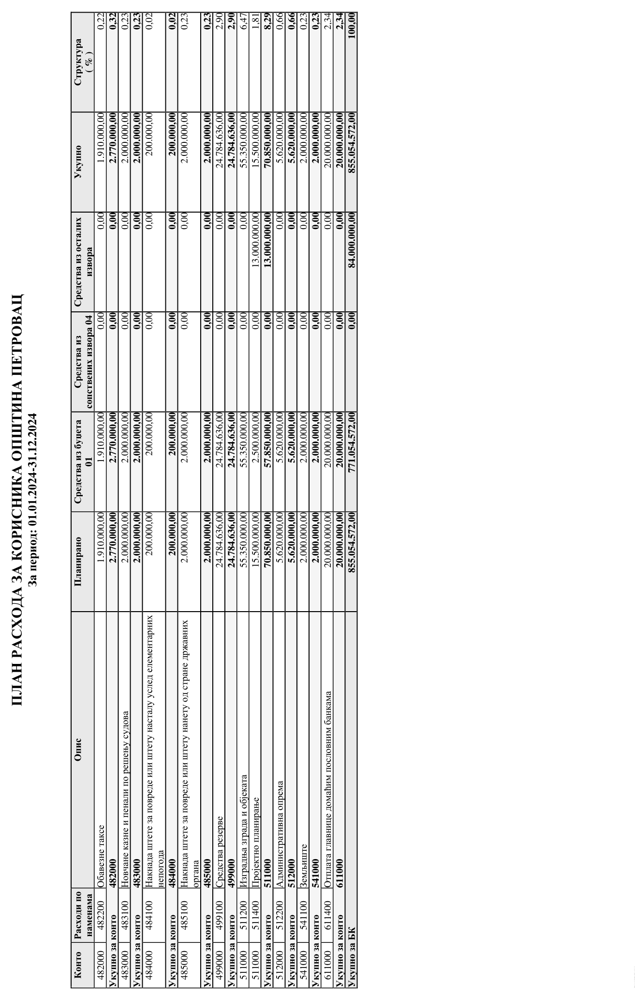 ПЛАН РАСХОДА ЗА КОРИСНИКА ОПШТИНА ПЕТРОВАЦ
За период: 01.01.2024-31.12.2024
Конто Расходи по наменама Опис Планирано Средства из буџета 01 Средства из сопствених извора 04 Средства из осталих извора Укупно Структура ( % )
482000 482200 Обавезне таксе 1.910.000,00 1.910.000,00 0,00 0,00 1.910.000,00 0,22
Укупно за конто 482000 2.770.000,00 2.770.000,00 0,00 0,00 2.770.000,00 0,32
483000 483100 Новчане казне и пенали по решењу судова 2.000.000,00 2.000.000,00 0,00 0,00 2.000.000,00 0,23
Укупно за конто 483000 2.000.000,00 2.000.000,00 0,00 0,00 2.000.000,00 0,23
484000 484100 Накнада штете за повреде или штету насталу услед елементарних 200.000,00 200.000,00 0,00 0,00 200.000,00 0,02
непогода
Укупно за конто 484000 200.000,00 200.000,00 0,00 0,00 200.000,00 0,02
485000 485100 Накнада штете за повреде или штету нанету од стране државних 2.000.000,00 2.000.000,00 0,00 0,00 2.000.000,00 0,23
органа
Укупно за конто 485000 2.000.000,00 2.000.000,00 0,00 0,00 2.000.000,00 0,23
499000 499100 Средства резерве 24.784.636,00 24.784.636,00 0,00 0,00 24.784.636,00 2,90
Укупно за конто 499000 24.784.636,00 24.784.636,00 0,00 0,00 24.784.636,00 2,90
511000 511200 Изградња зграда и објеката 55.350.000,00 55.350.000,00 0,00 0,00 55.350.000,00 6,47
511000 511400 Пројектно планирање 15.500.000,00 2.500.000,00 0,00 13.000.000,00 15.500.000,00 1,81
Укупно за конто 511000 70.850.000,00 57.850.000,00 0,00 13.000.000,00 70.850.000,00 8,29
512000 512200 Административна опрема 5.620.000,00 5.620.000,00 0,00 0,00 5.620.000,00 0,66
Укупно за конто 512000 5.620.000,00 5.620.000,00 0,00 0,00 5.620.000,00 0,66
541000 541100 Земљиште 2.000.000,00 2.000.000,00 0,00 0,00 2.000.000,00 0,23
Укупно за конто 541000 2.000.000,00 2.000.000,00 0,00 0,00 2.000.000,00 0,23
611000 611400 Отплата главнице домаћим пословним банкама 20.000.000,00 20.000.000,00 0,00 0,00 20.000.000,00 2,34
Укупно за конто 611000 20.000.000,00 20.000.000,00 0,00 0,00 20.000.000,00 2,34
Укупно за БК 855.054.572,00 771.054.572,00 0,00 84.000.000,00 855.054.572,00 100,00